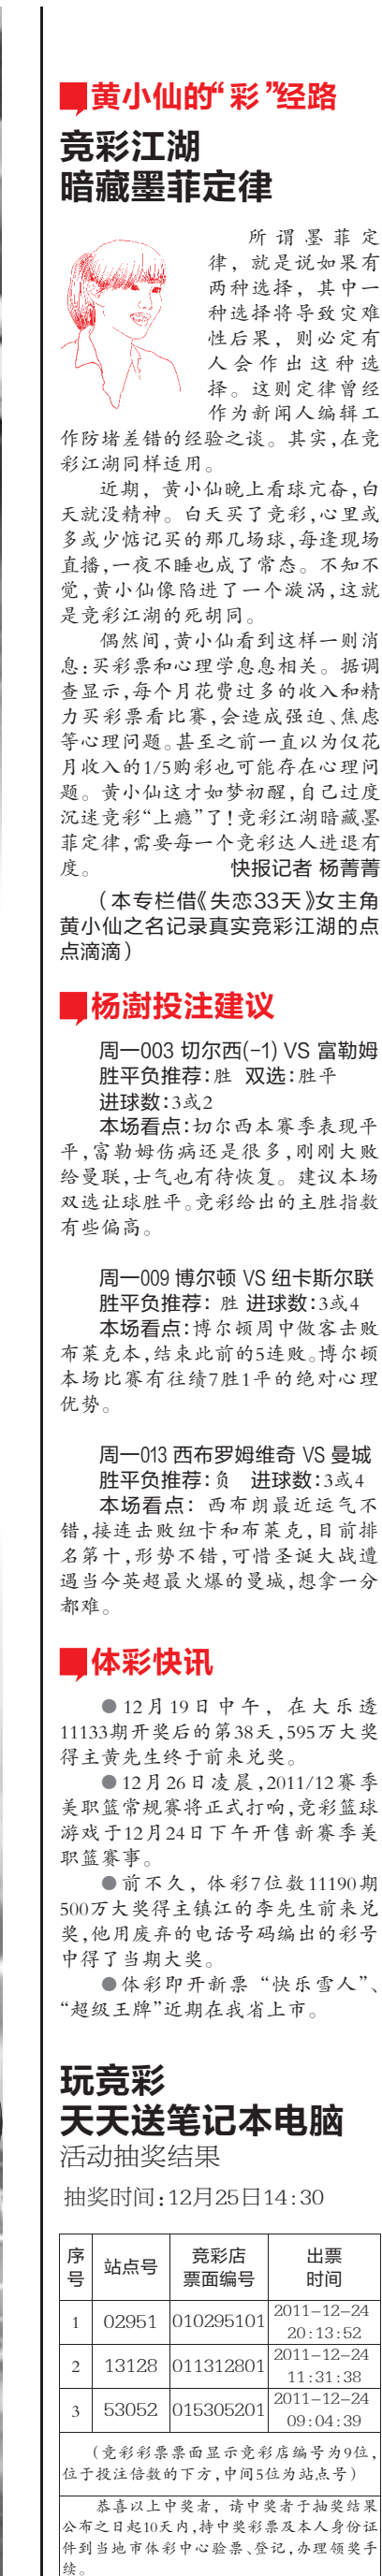 黄小仙的“彩”经路
竞彩江湖
暗藏墨菲定律
所谓墨菲定
律，就是说如果有
两种选择，其中一
种选择将导致灾难
性后果，则必定有
人会作出这种选
择。这则定律曾经
作为新闻人编辑工
作防堵差错的经验之谈。其实,在竞
彩江湖同样适用。
近期，黄小仙晚上看球亢奋,白
天就没精神。白天买了竞彩,心里或
多或少惦记买的那几场球,每逢现场
直播,一夜不睡也成了常态。不知不
觉,黄小仙像陷进了一个漩涡,这就
是竞彩江湖的死胡同。
偶然间,黄小仙看到这样一则消
息:买彩票和心理学息息相关。据调
查显示,每个月花费过多的收入和精
力买彩票看比赛,会造成强迫、焦虑
等心理问题。甚至之前一直以为仅花
月收入的1/5购彩也可能存在心理问
题。黄小仙这才如梦初醒,自己过度
沉迷竞彩“上瘾”了!竞彩江湖暗藏墨
菲定律,需要每一个竞彩达人进退有
度。 快报记者 杨菁菁
（本专栏借《失恋33天》女主角
黄小仙之名记录真实竞彩江湖的点
点滴滴）
杨澍投注建议
周一003 切尔西(-1) VS 富勒姆
胜平负推荐:胜 双选:胜平
进球数:3或2
本场看点:切尔西本赛季表现平
平,富勒姆伤病还是很多,刚刚大败
给曼联,士气也有待恢复。建议本场
双选让球胜平。竞彩给出的主胜指数
有些偏高。
周一009 博尔顿 VS 纽卡斯尔联
胜平负推荐: 胜 进球数:3或4
本场看点:博尔顿周中做客击败
布莱克本,结束此前的5连败。博尔顿
本场比赛有往绩7胜1平的绝对心理
优势。
周一013 西布罗姆维奇 VS 曼城
胜平负推荐:负 进球数:3或4
本场看点: 西布朗最近运气不
错,接连击败纽卡和布莱克,目前排
名第十,形势不错,可惜圣诞大战遭
遇当今英超最火爆的曼城,想拿一分
都难。
体彩快讯
●12月19日中午，在大乐透
11133期开奖后的第38天,595万大奖
得主黄先生终于前来兑奖。
●12月26日凌晨,2011/12赛季
美职篮常规赛将正式打响,竞彩篮球
游戏于12月24日下午开售新赛季美
职篮赛事。
●前不久，体彩7位数11190期
500万大奖得主镇江的李先生前来兑
奖,他用废弃的电话号码编出的彩号
中得了当期大奖。
●体彩即开新票“快乐雪人”、
“超级王牌”近期在我省上市。
玩竞彩
天天送笔记本电脑
活动抽奖结果
抽奖时间:12月25日14:30
序号 站点号 竞彩店票面编号 出票时间
1 02951 010295101 2011-12-24 20:13:52
2 13128 011312801 2011-12-24 11:31:38
3 53052 015305201 2011-12-24 09:04:39
（竞彩彩票票面显示竞彩店编号为9位,
位于投注倍数的下方,中间5位为站点号）
恭喜以上中奖者，请中奖者于抽奖结果
公布之日起10天内,持中奖彩票及本人身份证
件到当地市体彩中心验票、登记,办理领奖手
续。